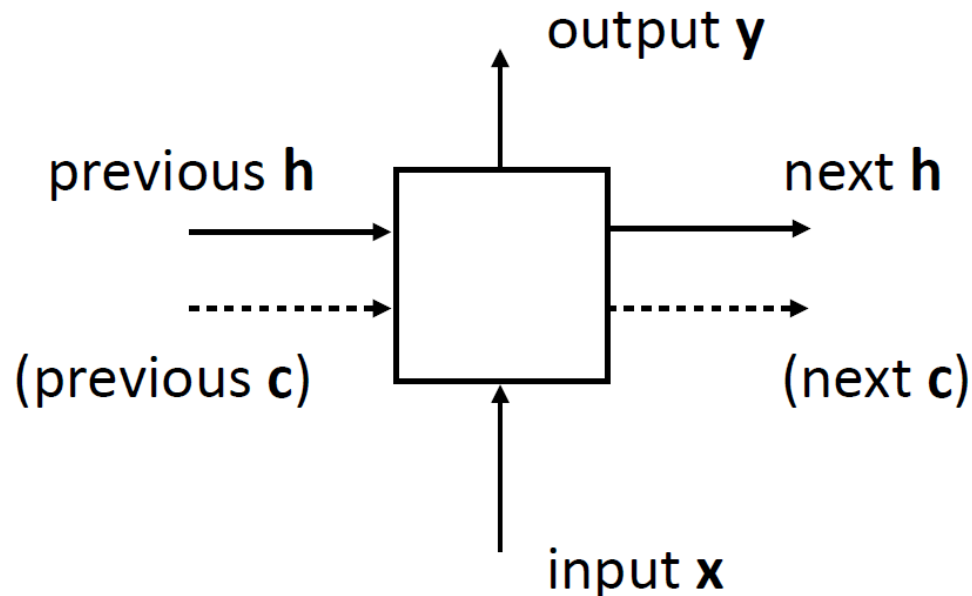 output y
previous h
next h
(previous c)
(next c)
input x